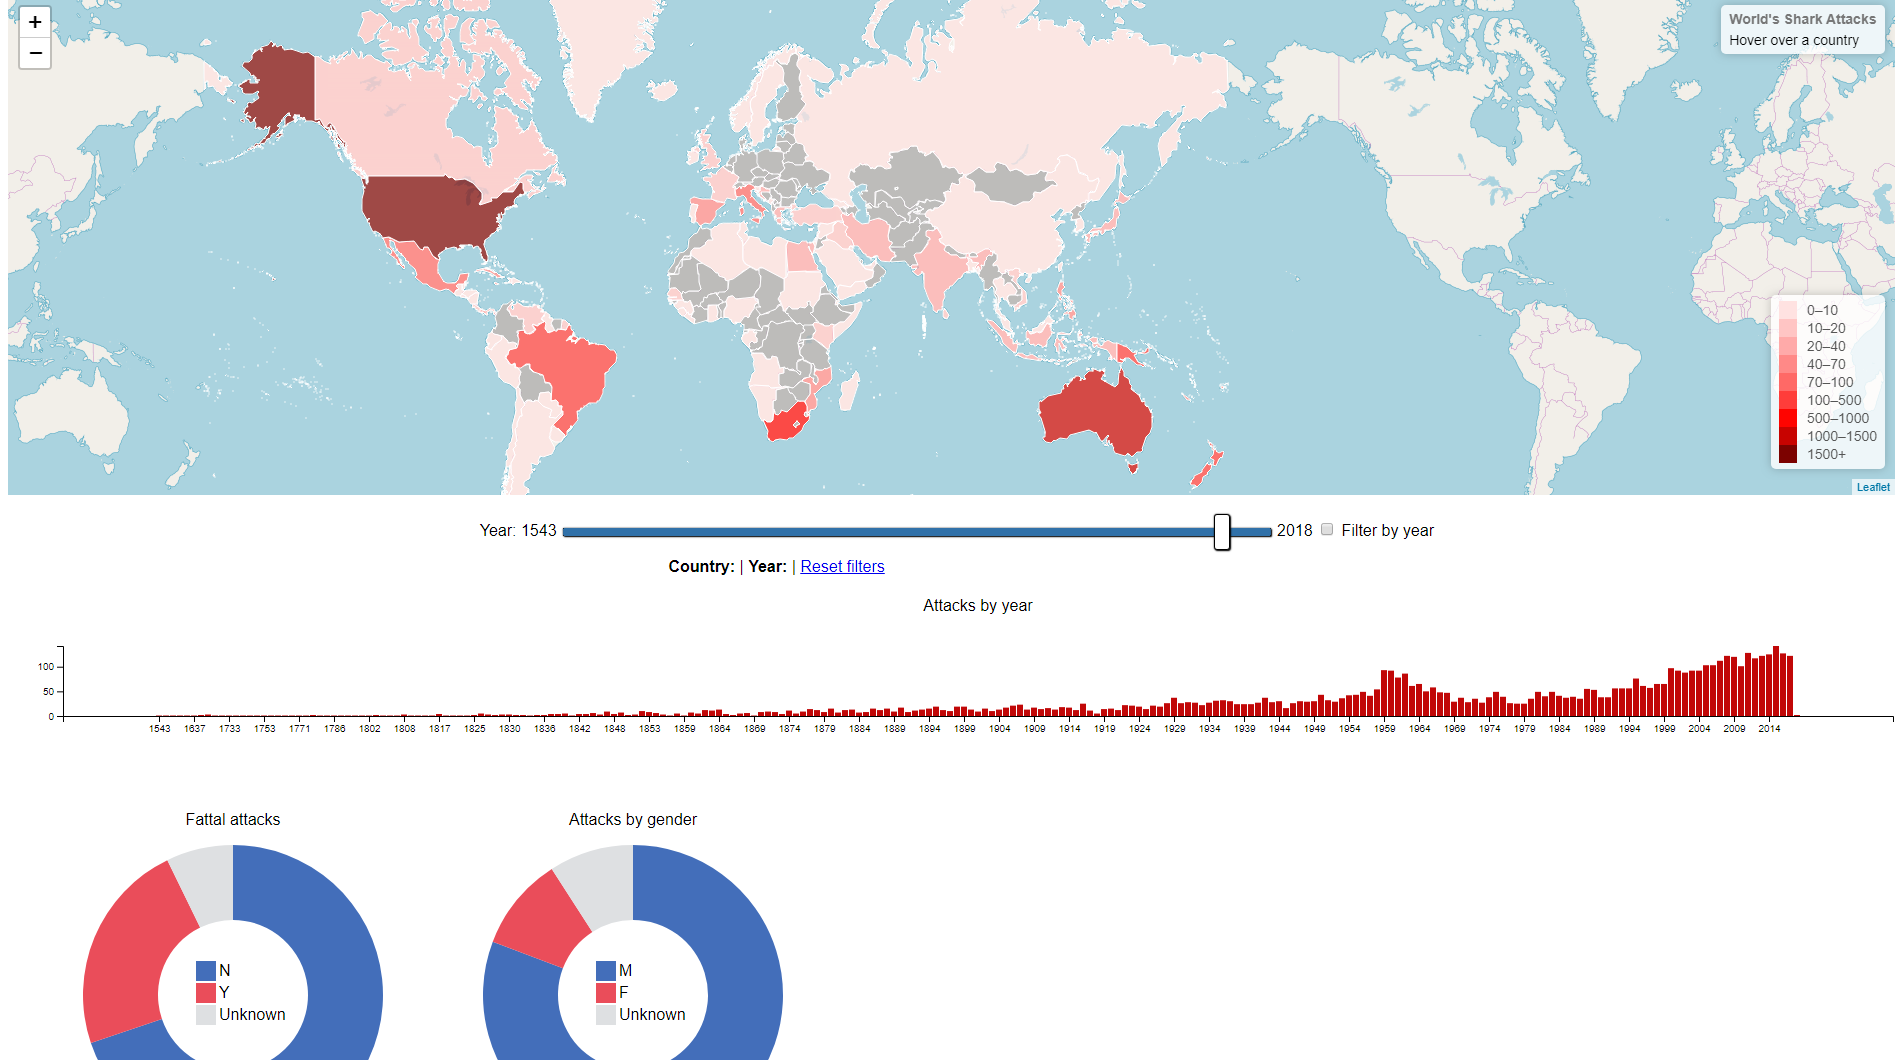 +
−
World's Shark Attacks
Hover over a country
0–10
10–20
20–40
40–70
70–100
100–500
500–1000
1000–1500
1500+
Leaflet
Year: 1543 2018 Filter by year
Country: | Year: | Reset filters
Attacks by year
100
50
0
1543 1637 1733 1753 1771 1786 1802 1808 1817 1825 1830 1836 1842 1848 1853 1859 1864 1869 1874 1879 1884 1889 1894 1899 1904 1909 1914 1919 1924 1929 1934 1939 1944 1949 1954 1959 1964 1969 1974 1979 1984 1989 1994 1999 2004 2009 2014
Fattal attacks Attacks by gender
N M
Y F
Unknown Unknown